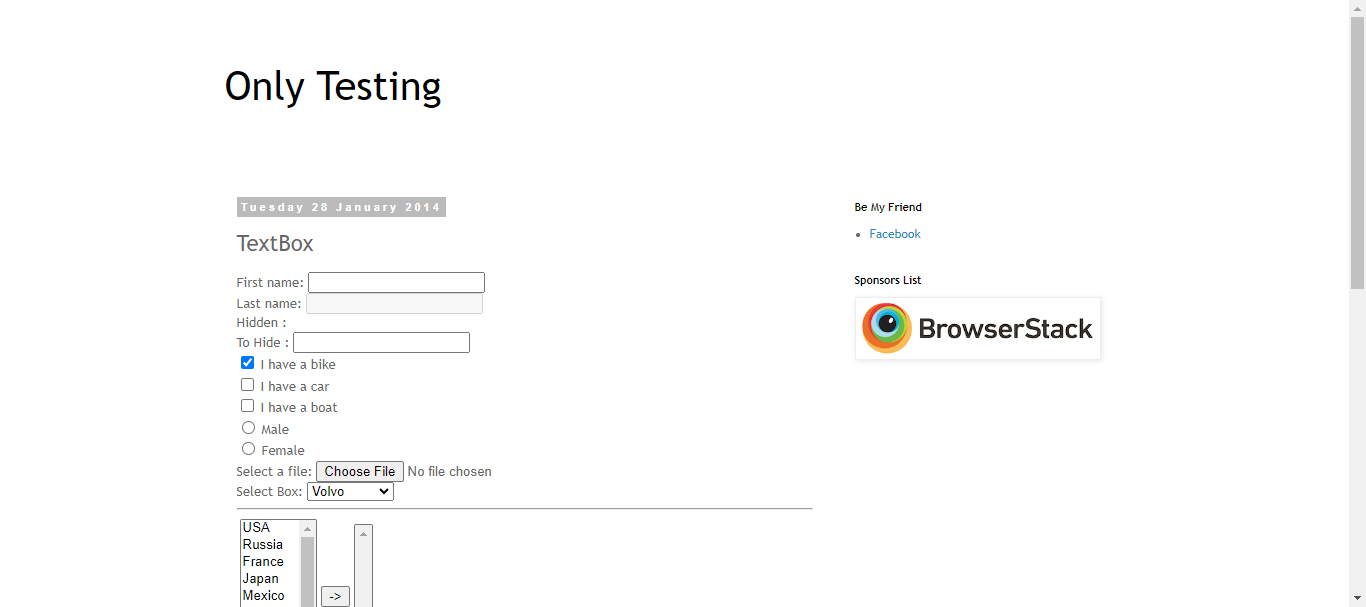 Only Testing
Tuesday 28 January 2014
TextBox
First name:
Last name:
Hidden :
To Hide :
I have a bike
I have a car
I have a boat
Male
Female
Select a file: Choose File No file chosen
Select Box: Volvo
USA
Russia
France
Japan
Mexico
->
Be My Friend
Facebook
Sponsors List
BrowserStack